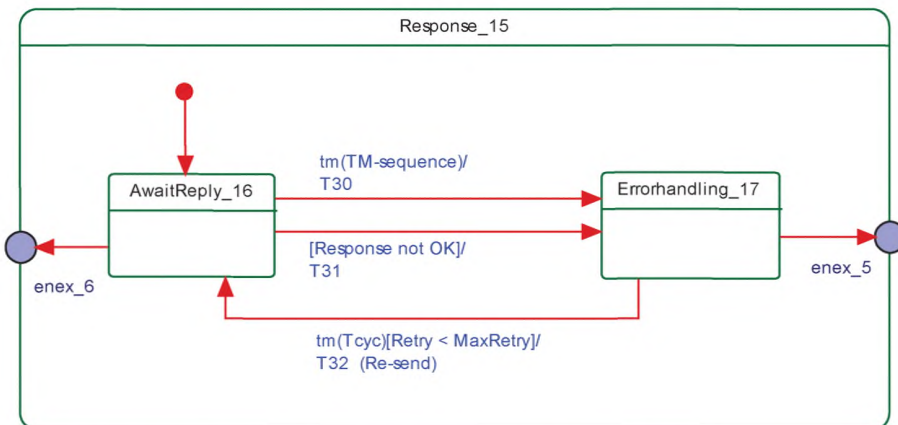 Response_15
tm(TM-sequence)/
T30
AwaitReply_16
Errorhandling_17
[Response not OK]/
T31
enex_6
enex_5
tm(Tcyc)[Retry < MaxRetry]/
T32 (Re-send)